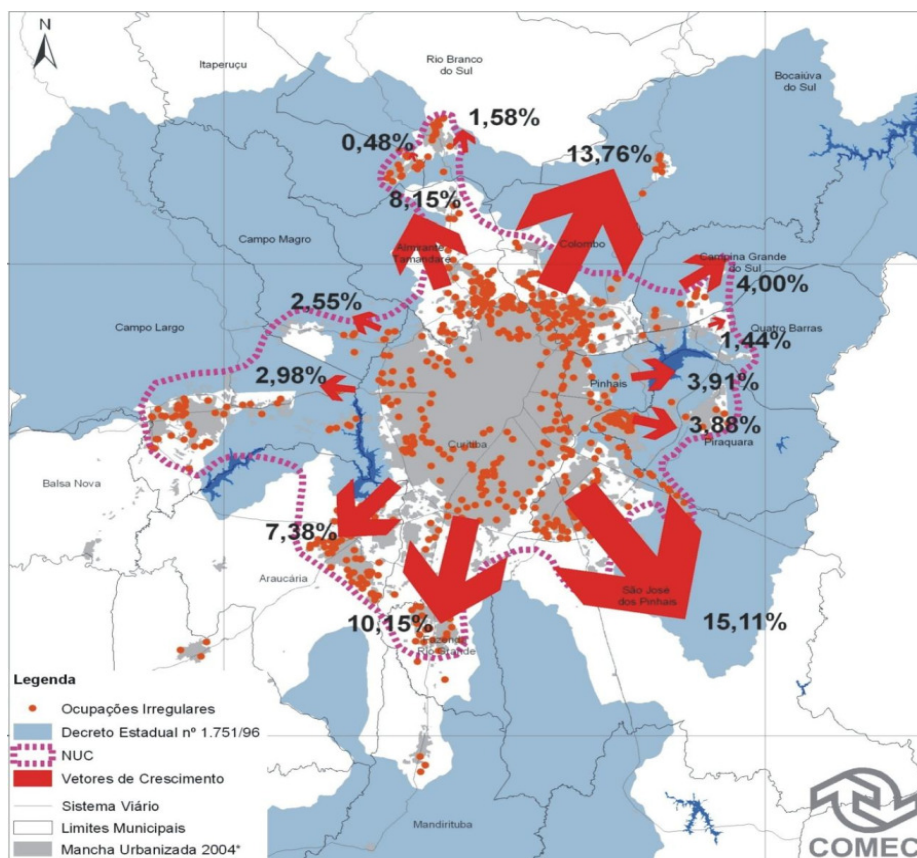 N
Itaperuçu
Rio Branco
do Sul
Bocaiúva
do Sul
1,58%
0,48%
13,76%
8,15%
Campo Magro
Almirante
Tamandaré
Colombo
Campina Grande
do Sul
4,00%
2,55%
Campo Largo
Quatro Barras
1,44%
2,98%
Pinhais
3,91%
3,88%
Piraquara
Curitiba
Balsa Nova
7,38%
Araucária
São José
dos Pinhais
10,15%
15,11%
Fazenda
Rio Grande
Legenda
Ocupações Irregulares
Decreto Estadual nº 1.751/96
NUC
Vetores de Crescimento
Sistema Viário
Limites Municipais
Mancha Urbanizada 2004*
Mandirituba
COMEC